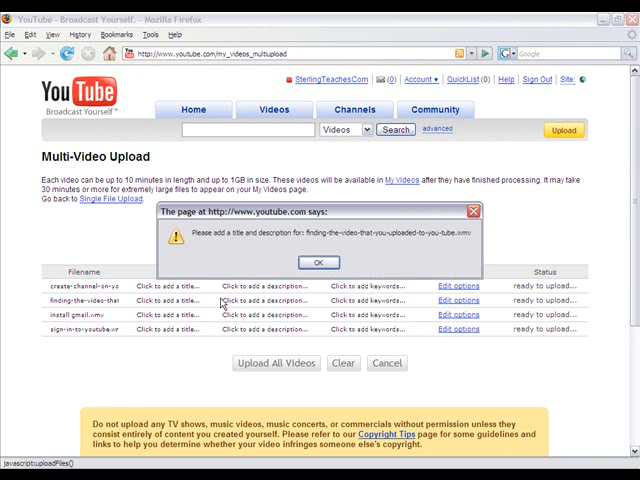 YouTube - Broadcast Yourself. - Mozilla Firefox
File Edit View History Bookmarks Tools Help
http://www.youtube.com/my_videos_multiupload
Google
You Tube
Broadcast Yourself™
SterlingTeachesCom (0) Account ▼ QuickList (0) Help Sign Out Site:
Home Videos Channels Community
Videos Search advanced Upload
Multi-Video Upload
Each video can be up to 10 minutes in length and up to 1GB in size. These videos will be available in My Videos after they have finished processing. It may take
30 minutes or more for extremely large files to appear on your My Videos page.
Go back to Single File Upload.
The page at http://www.youtube.com says:
Please add a title and description for: finding-the-video-that-you-uploaded-to-you-tube.wmv
OK
Filename Status
create-channel-on-yo Click to add a title... Click to add a description... Click to add keywords... Edit options ready to upload...
finding-the-video-that Click to add a title... Click to add a description... Click to add keywords... Edit options ready to upload...
install gmail.wmv Click to add a title... Click to add a description... Click to add keywords... Edit options ready to upload...
sign-in-to-youtube.wr Click to add a title... Click to add a description... Click to add keywords... Edit options ready to upload...
Upload All Videos Clear Cancel
Do not upload any TV shows, music videos, music concerts, or commercials without permission unless they
consist entirely of content you created yourself. Please refer to our Copyright Tips page for some guidelines and
links to help you determine whether your video infringes someone else's copyright.
javascript:uploadFiles()